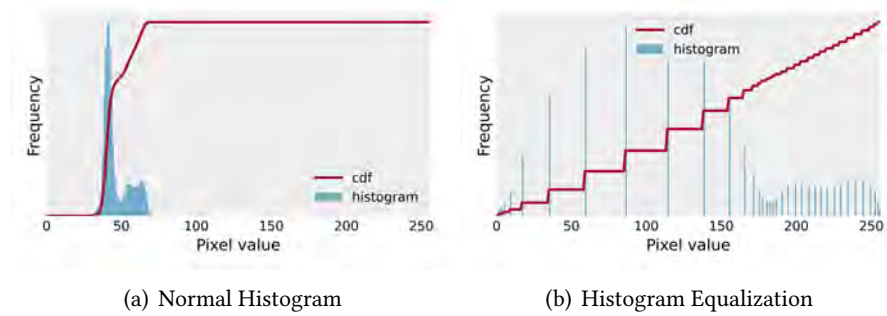 Frequency
cdf
histogram
0 50 100 150 200 250
Pixel value
(a) Normal Histogram
Frequency
cdf
histogram
0 50 100 150 200 250
Pixel value
(b) Histogram Equalization